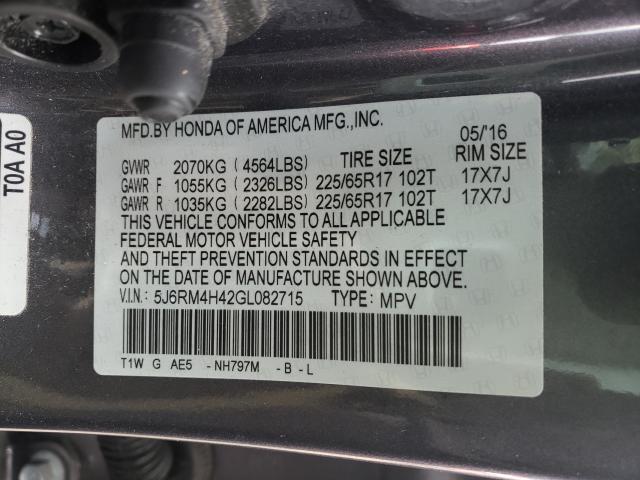 T0A A0
MFD.BY HONDA OF AMERICA MFG.,INC. 05/'16
GVWR 2070KG (4564LBS) TIRE SIZE RIM SIZE
GAWR F 1055KG (2326LBS) 225/65R17 102T 17X7J
GAWR R 1035KG (2282LBS) 225/65R17 102T 17X7J
THIS VEHICLE CONFORMS TO ALL APPLICABLE
FEDERAL MOTOR VEHICLE SAFETY
AND THEFT PREVENTION STANDARDS IN EFFECT
ON THE DATE OF MANUFACTURE SHOWN ABOVE.
V.I.N.: 5J6RM4H42GL082715 TYPE: MPV
T1W G AE5 -NH797M -B-L